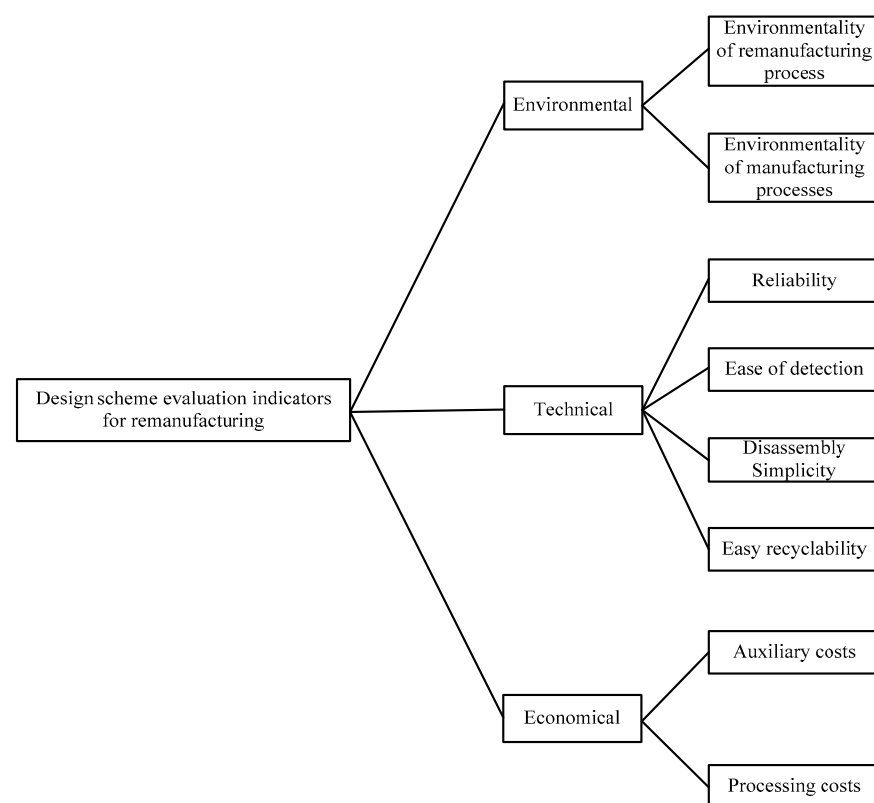 Environmentality
of remanufacturing
process
Environmental
Environmentality
of manufacturing
processes
Reliability
Ease of detection
Design scheme evaluation indicators
for remanufacturing
Technical
Disassembly
Simplicity
Easy recyclability
Auxiliary costs
Economical
Processing costs